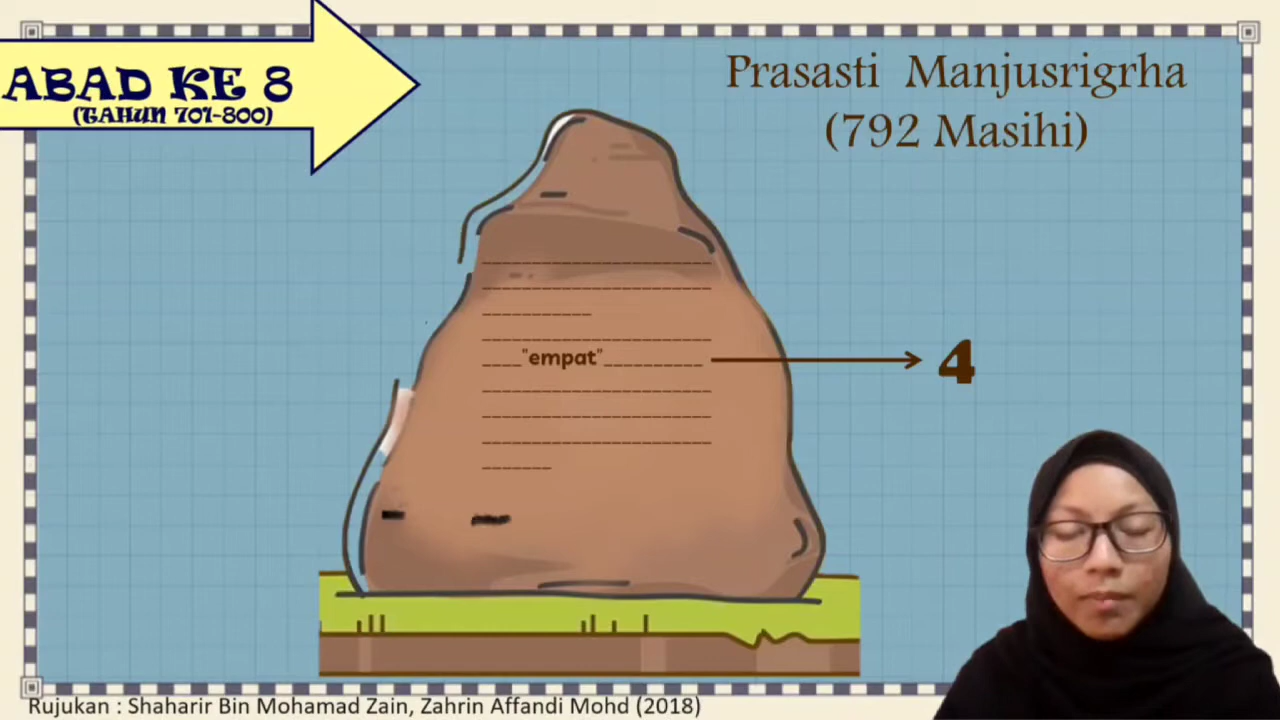 ABAD KE 8
(TAHUN 701-800)
Prasasti Manjusrigrha
(792 Masihi)
"empat"
4
Rujukan : Shaharir Bin Mohamad Zain, Zahrin Affandi Mohd (2018)